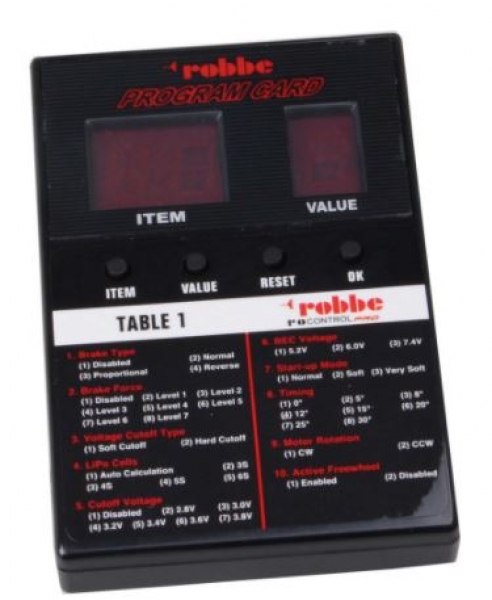 robbe
PROGRAM CARD
ITEM
VALUE
ITEM VALUE RESET OK
TABLE 1
robbe
ROCONTROL PRO
1. Brake Type
(1) Disabled (2) Normal
(3) Proportional (4) Reverse
2. Brake Force
(1) Disabled (2) Level 1 (3) Level-2
(4) Level 3 (5) Level 4 (6) Level 5
(7) Level 6 (8) Level 7
3. Voltage Cutoff Type
(1) Soft Cutoff (2) Hard Cutoff
4. LiPo Cells
(1) Auto Calculation (2) 3S
(3) 4S (4) 5S (5) 6S
5. Cutoff Voltage
(1) Disabled (2) 2.8V (3) 3.0V
(4) 3.2V (5) 3.4V (6) 3.6V (7) 3.8V
6. BEC Voltage
(1) 5.2V (2) 6.0V (3) 7.4V
7. Start-up Mode
(1) Normal (2) Soft (3) Very Soft
8. Timing
(1) 0° (2) 5° (3) 8°
(4) 12° (5) 15° (6) 20°
(7) 25° (8) 30°
9. Motor Rotation
(1) CW (2) CCW
10. Active Freewheel
(1) Enabled (2) Disabled